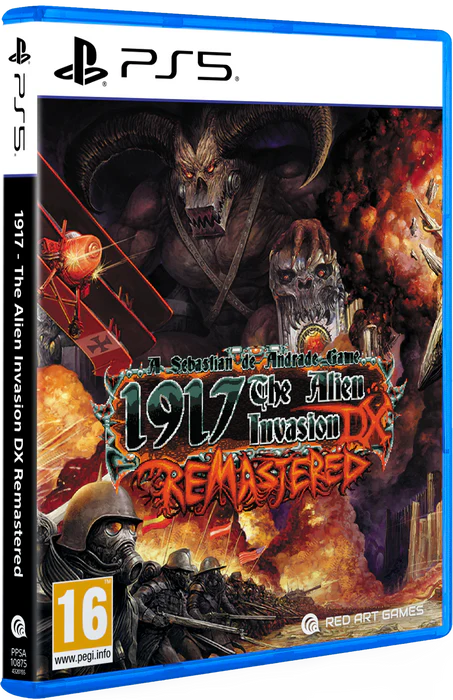 PS5
PS5
1917 - The Alien Invasion DX Remastered
A Sebastian de Andrade Game
1917 The Alien
Invasion DX
REMASTERED
16
www.pegi.info
RED ART GAMES
PPSA
10875